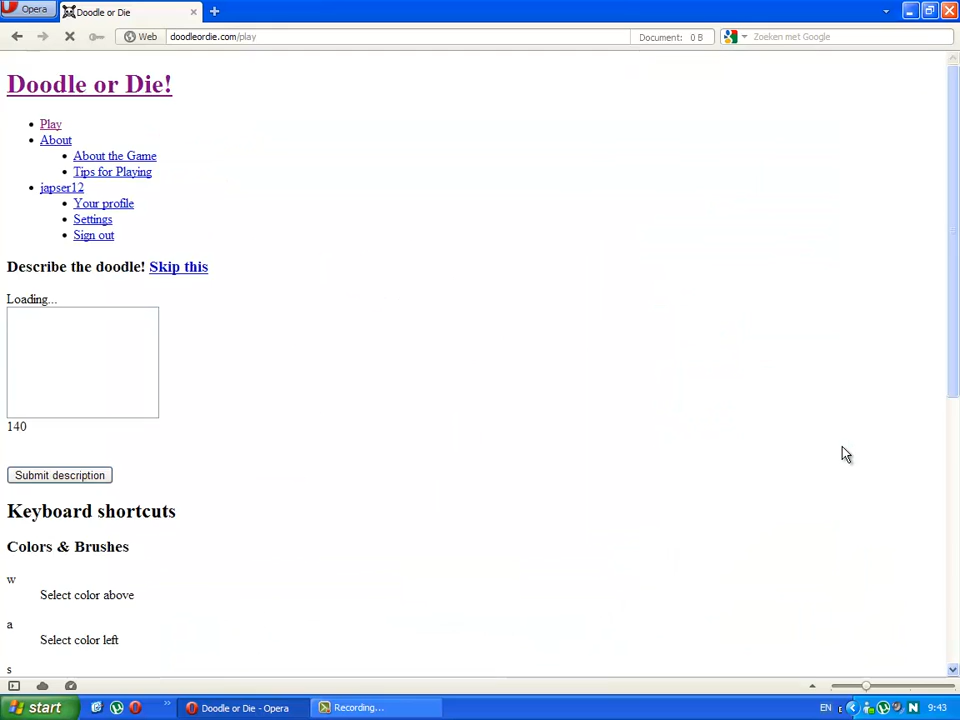 Opera
Doodle or Die
Web
doodleordie.com/play
Document: 0 B
Zoeken met Google
Doodle or Die!
Play
About
About the Game
Tips for Playing
japser12
Your profile
Settings
Sign out
Describe the doodle! Skip this
Loading...
140
Submit description
Keyboard shortcuts
Colors & Brushes
w
Select color above
a
Select color left
s
start
Doodle or Die - Opera
Recording...
EN
9:43